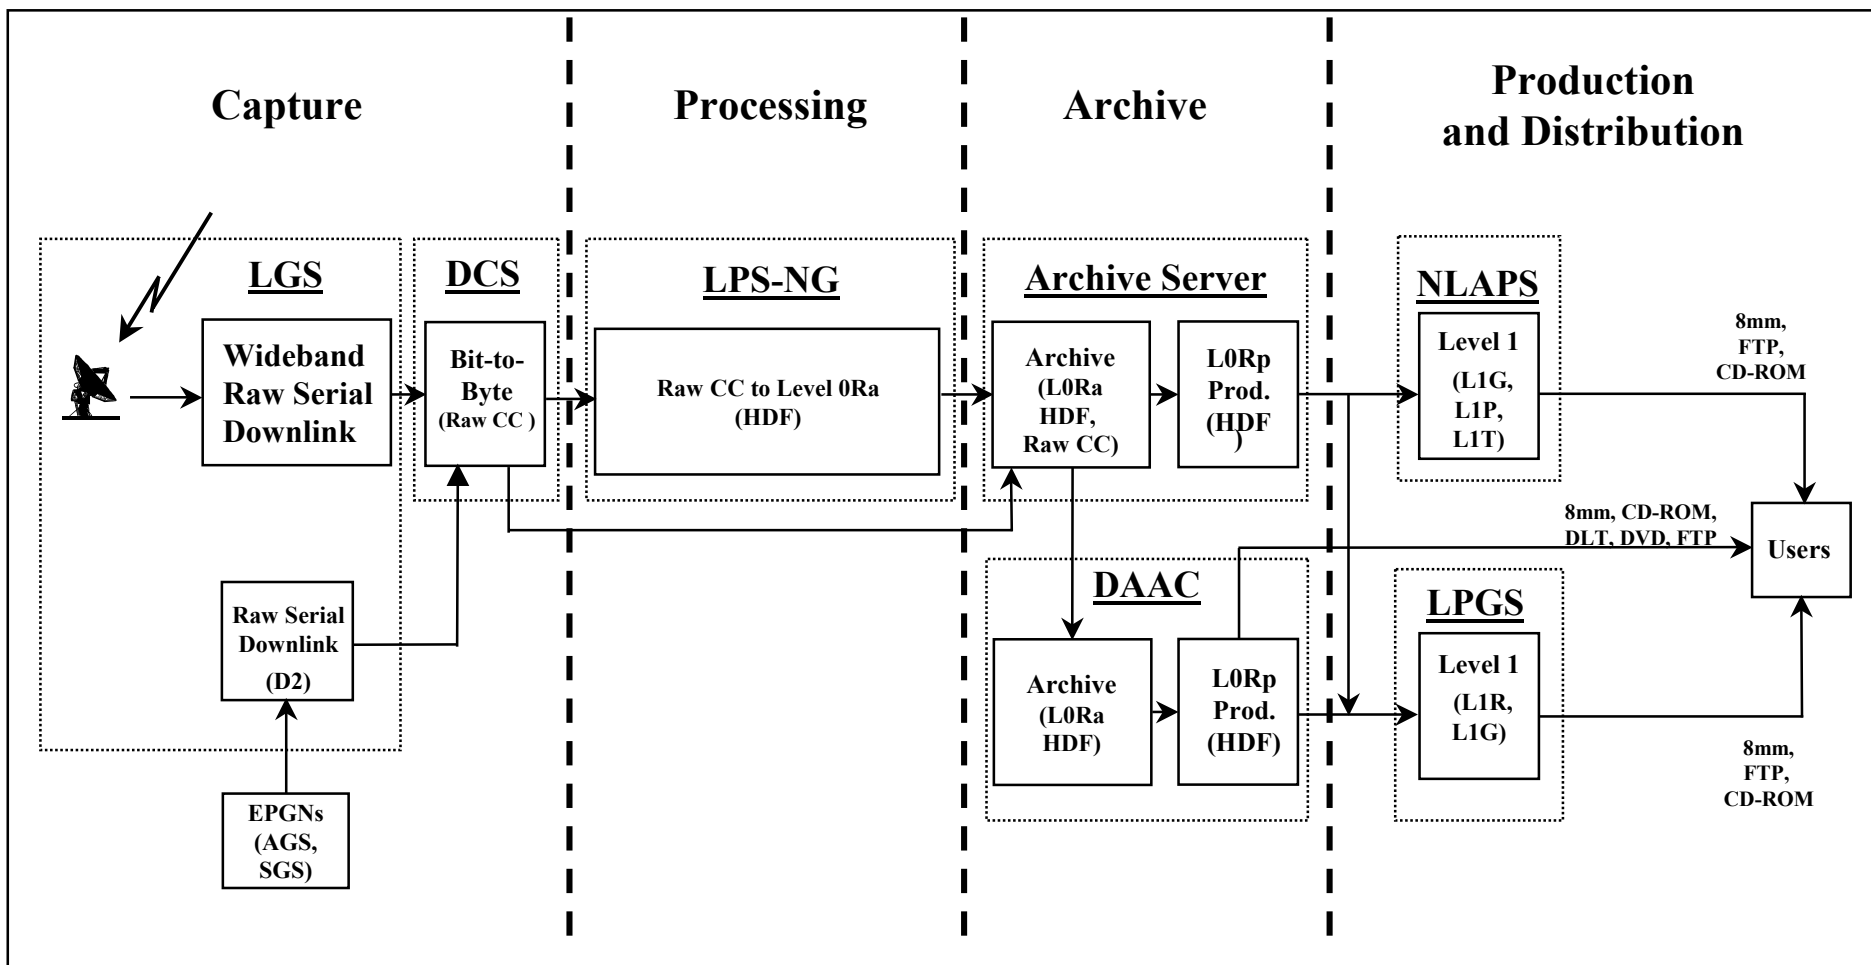 Capture
Processing
Archive
Production
and Distribution
LGS
Wideband
Raw Serial
Downlink
DCS
Bit-to-
Byte
(Raw CC )
LPS-NG
Raw CC to Level 0Ra
(HDF)
Archive Server
Archive
(L0Ra
HDF,
Raw CC)
L0Rp
Prod.
(HDF
)
NLAPS
Level 1
(L1G,
L1P,
L1T)
8mm,
FTP,
CD-ROM
8mm, CD-ROM,
DLT, DVD, FTP
Users
Raw Serial
Downlink
(D2)
EPGNs
(AGS,
SGS)
DAAC
Archive
(L0Ra
HDF)
L0Rp
Prod.
(HDF)
LPGS
Level 1
(L1R,
L1G)
8mm,
FTP,
CD-ROM